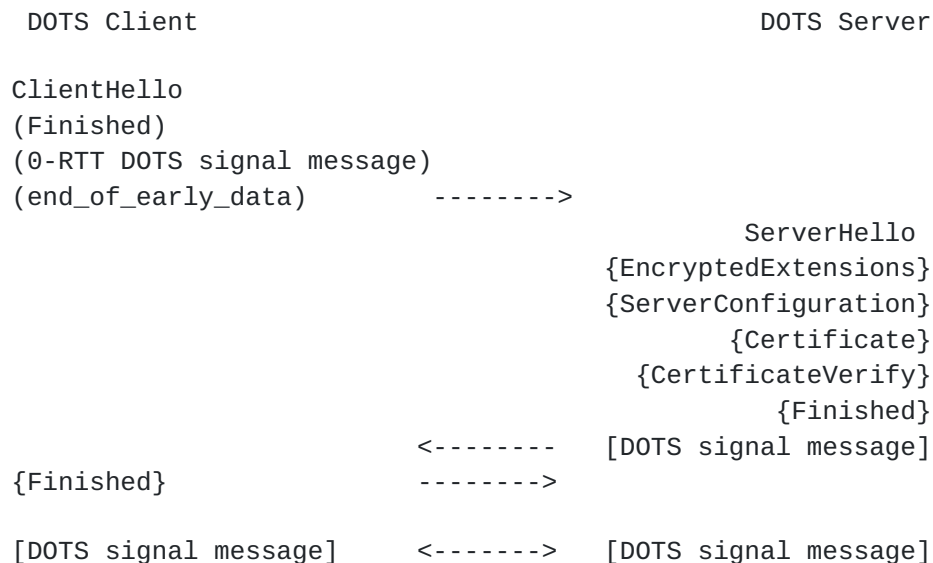 DOTS Client                                    DOTS Server
ClientHello
(Finished)
(0-RTT DOTS signal message)
(end_of_early_data)        -------->
ServerHello
{EncryptedExtensions}
{ServerConfiguration}
{Certificate}
{CertificateVerify}
{Finished}
<--------   [DOTS signal message]
{Finished}                -------->
[DOTS signal message]     <------->   [DOTS signal message]